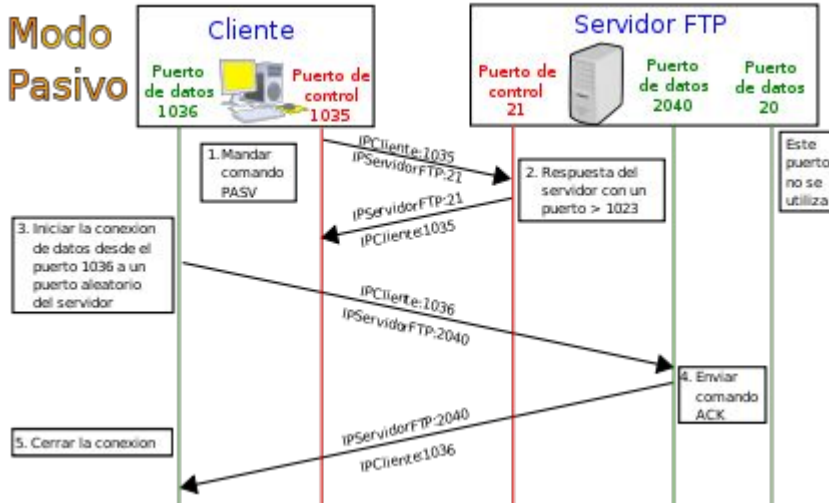 Modo
Pasivo
Cliente
Puerto
de datos
1036
Puerto de
control
1035
Servidor FTP
Puerto de
control
21
Puerto
de datos
2040
Puerto
de datos
20
Este
puerto
no se
utiliza
1. Mandar
comando
PASV
IPCliente:1035
IPServidorFTP:21
2. Respuesta del
servidor con un
puerto > 1023
IPServidorFTP:21
IPCliente:1035
3. Iniciar la conexion
de datos desde el
puerto 1036 a un
puerto aleatorio
del servidor
IPCliente:1036
IPServidorFTP:2040
4. Enviar
comando
ACK
IPServidorFTP:2040
IPCliente:1036
5. Cerrar la conexion